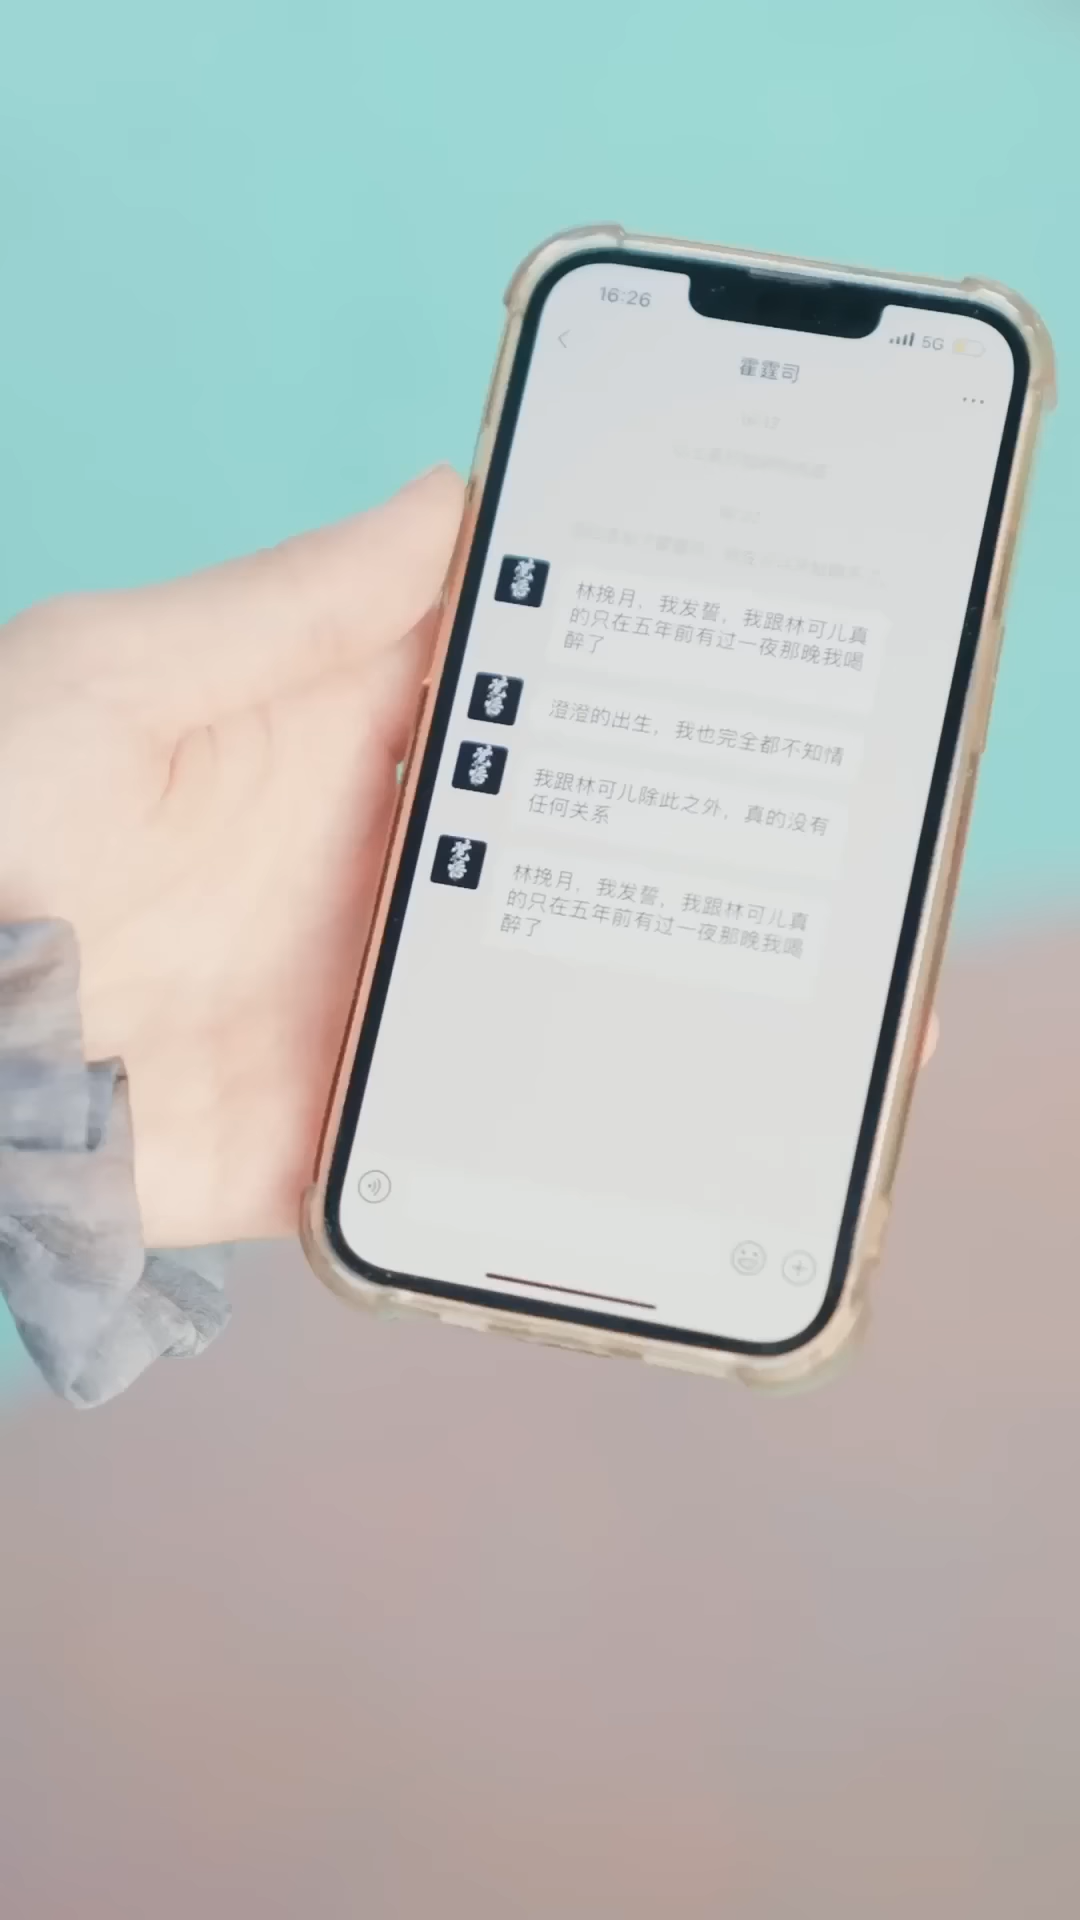 16:26
5G
霍霆司
林挽月，我发誓，我跟林可儿真
的只在五年前有过一夜那晚我喝
醉了
澄澄的出生，我也完全都不知情
我跟林可儿除此之外，真的没有
任何关系
林挽月，我发誓，我跟林可儿真
的只在五年前有过一夜那晚我喝
醉了